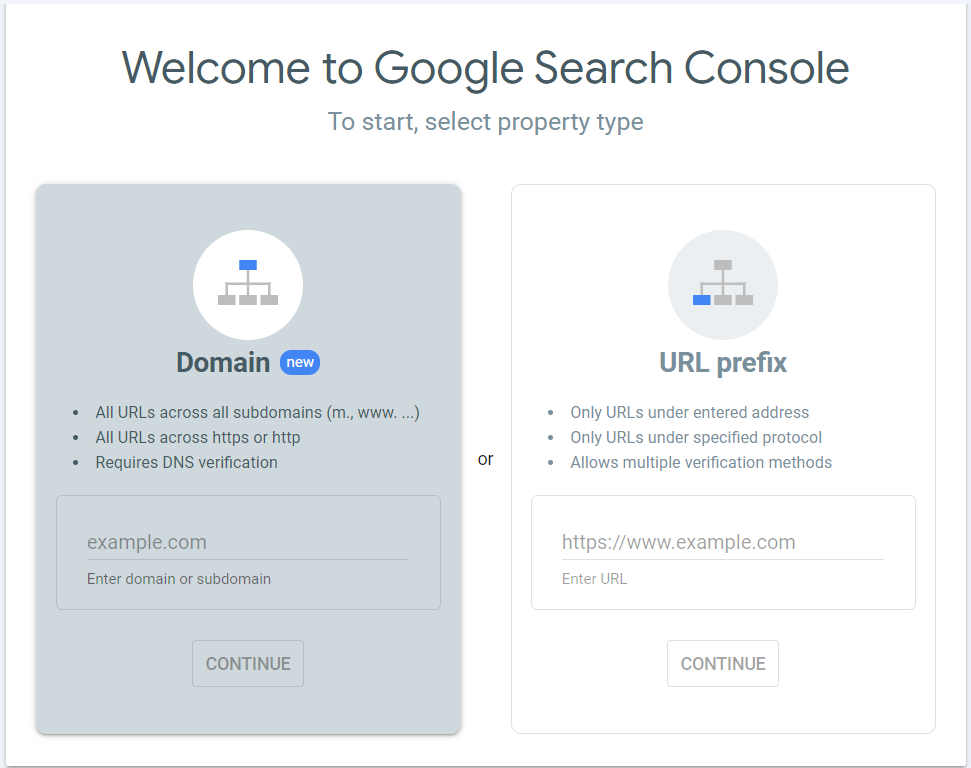 Welcome to Google Search Console
To start, select property type
Domain new
All URLs across all subdomains (m., www. ...)
All URLs across https or http
Requires DNS verification
example.com
Enter domain or subdomain
CONTINUE
or
URL prefix
Only URLs under entered address
Only URLs under specified protocol
Allows multiple verification methods
https://www.example.com
Enter URL
CONTINUE